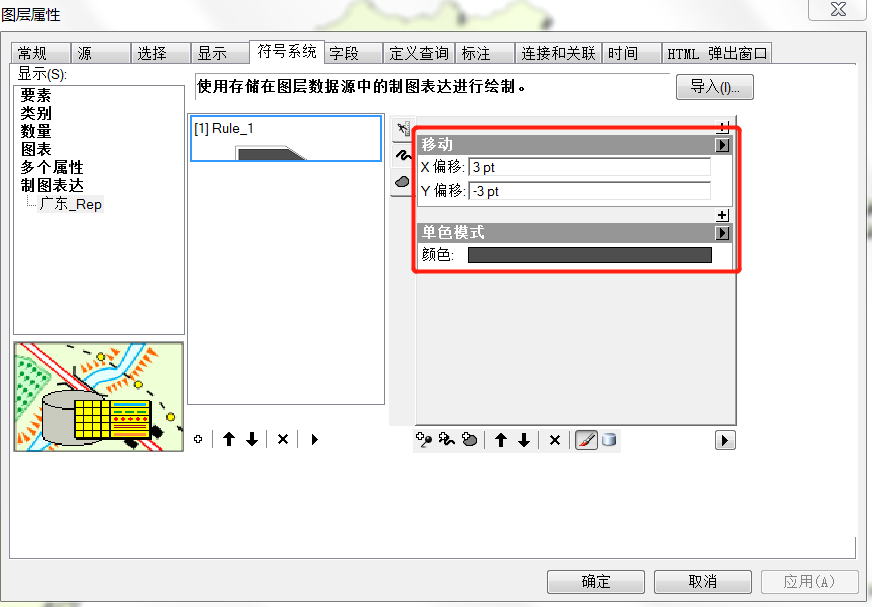 图层属性
常规 源 选择 显示 符号系统 字段 定义查询 标注 连接和关联 时间 HTML 弹出窗口
显示(S):
要素
类别
数量
图表
多个属性
制图表达
广东_Rep
使用存储在图层数据源中的制图表达进行绘制。
导入(I)...
[1] Rule_1
移动
X 偏移: 3 pt
Y 偏移: -3 pt
单色模式
颜色:
确定 取消 应用(A)